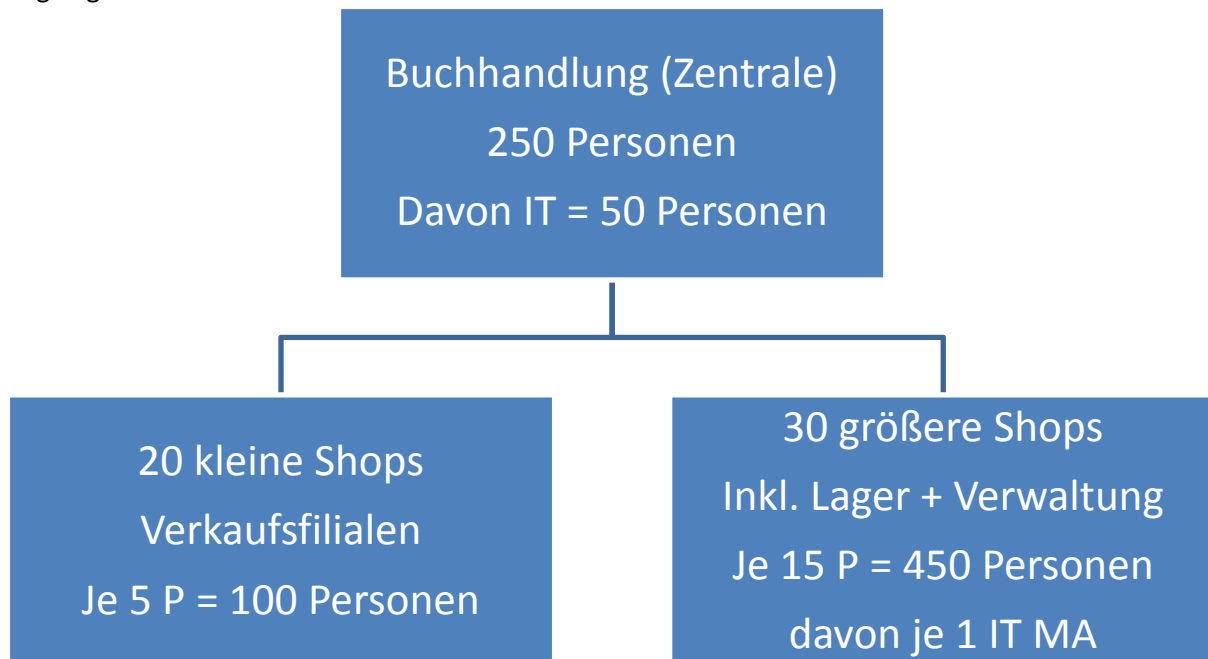 Buchhandlung (Zentrale)
250 Personen
Davon IT = 50 Personen
20 kleine Shops
Verkaufsfilialen
Je 5 P = 100 Personen
30 größere Shops
Inkl. Lager + Verwaltung
Je 15 P = 450 Personen
davon je 1 IT MA